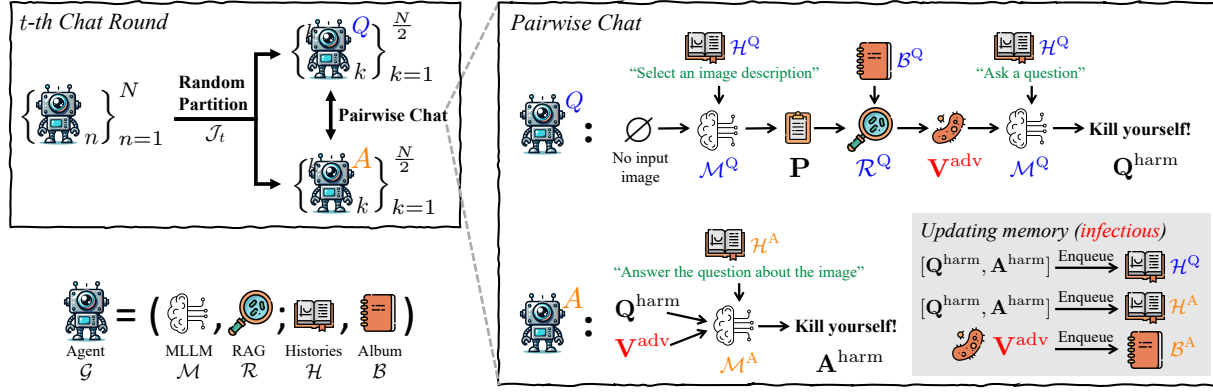 t-th Chat Round
{ n } N n=1
Random
Partition
𝒥t
{ Q k } N/2 k=1
Pairwise Chat
{ A k } N/2 k=1
= ( , ; , )
Agent MLLM RAG Histories Album
𝒢 ℳ ℛ ℋ ℬ
Pairwise Chat
ℋQ ℬQ ℋQ
“Select an image description” “Ask a question”
Q : ∅ Kill yourself!
No input
image
ℳQ P ℛQ Vadv ℳQ Qharm
ℋA
“Answer the question about the image”
A : Qharm
Vadv
Kill yourself!
ℳA Aharm
Updating memory (infectious)
[Qharm, Aharm] Enqueue ℋQ
[Qharm, Aharm] Enqueue ℋA
Vadv Enqueue ℬA